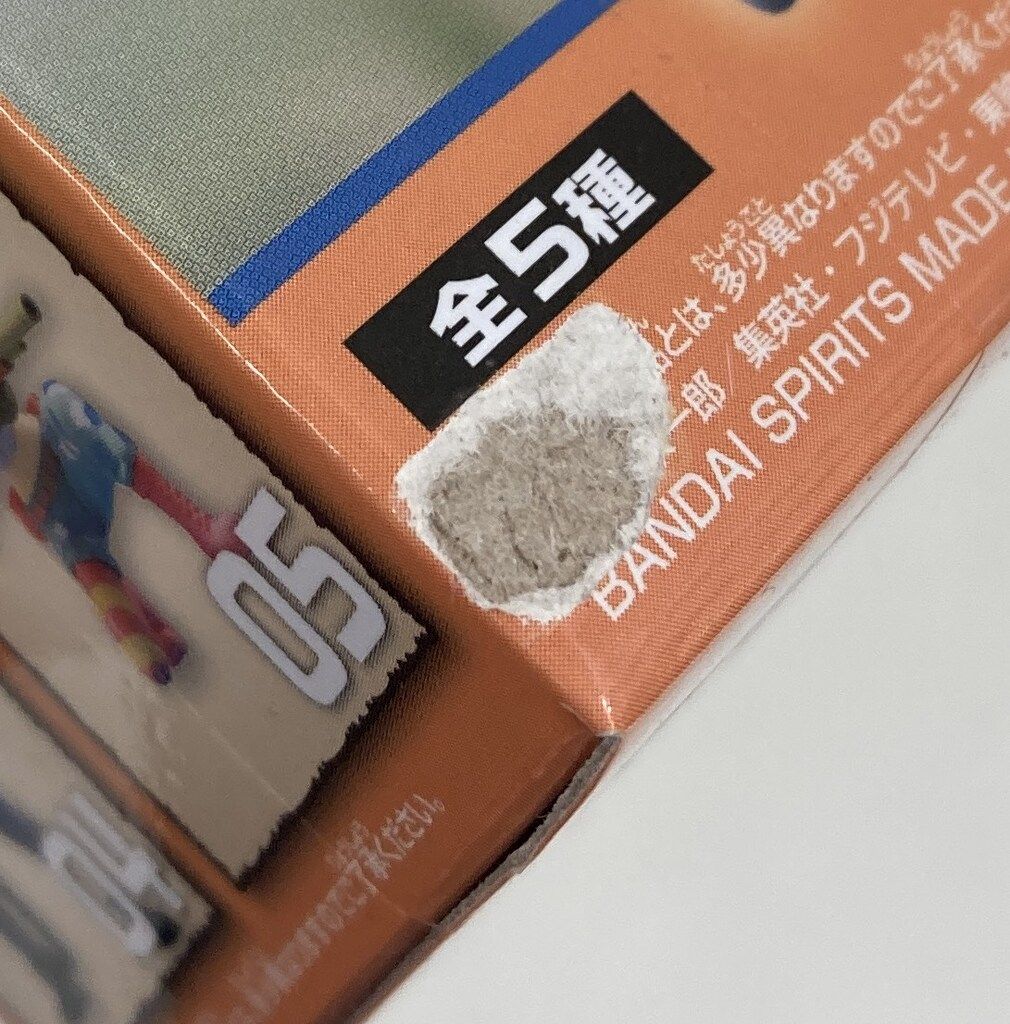 全5種
品とは、多少異なりますのでご了承くだ
一郎／集英社・フジテレビ・東
BANDAI SPIRITS MADE
05
04
了承ください。